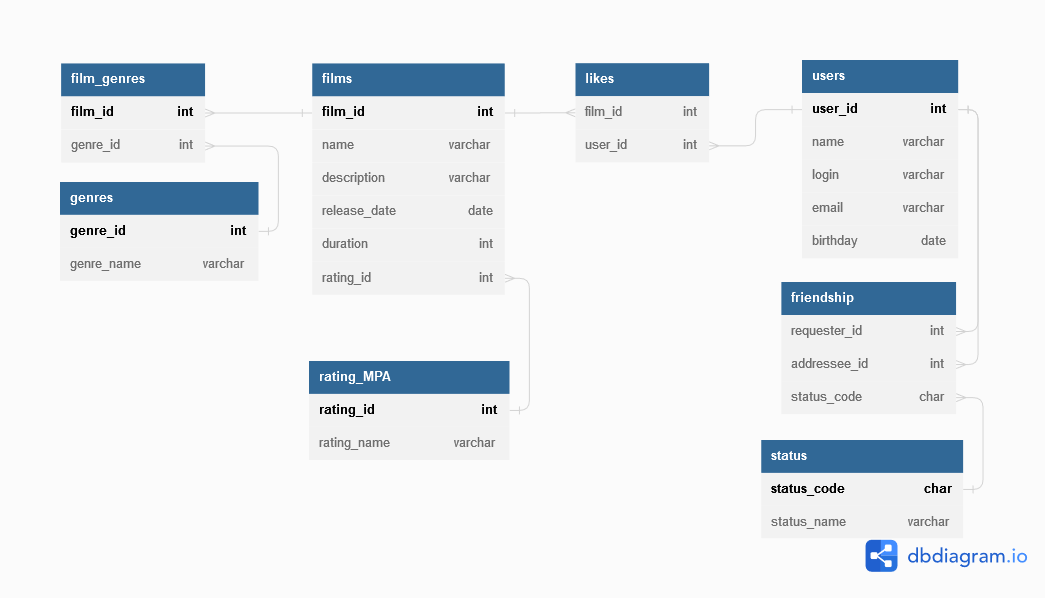 film_genres
film_id int
genre_id int
genres
genre_id int
genre_name varchar
films
film_id int
name varchar
description varchar
release_date date
duration int
rating_id int
rating_MPA
rating_id int
rating_name varchar
likes
film_id int
user_id int
users
user_id int
name varchar
login varchar
email varchar
birthday date
friendship
requester_id int
addressee_id int
status_code char
status
status_code char
status_name varchar
dbdiagram.io